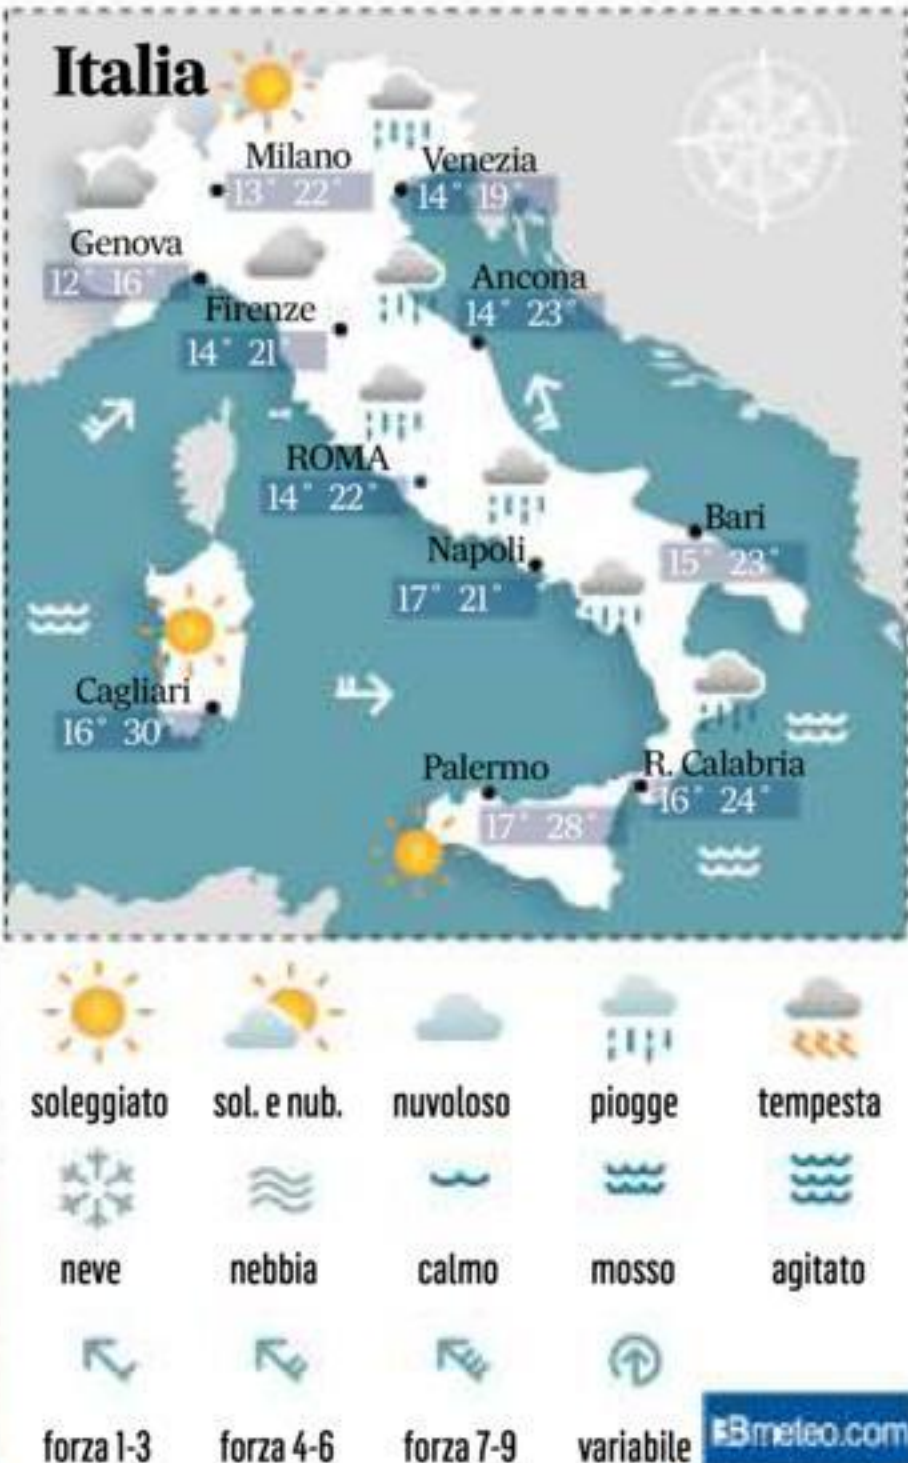 Italia
Milano
13° 22°
Venezia
14° 19°
Genova
12° 16°
Ancona
14° 23°
Firenze
14° 21°
ROMA
14° 22°
Bari
15° 23°
Napoli
17° 21°
Cagliari
16° 30°
Palermo
17° 28°
R. Calabria
16° 24°
soleggiato
sol. e nub.
nuvoloso
piogge
tempesta
neve
nebbia
calmo
mosso
agitato
forza 1-3
forza 4-6
forza 7-9
variabile
3Bmeteo.com